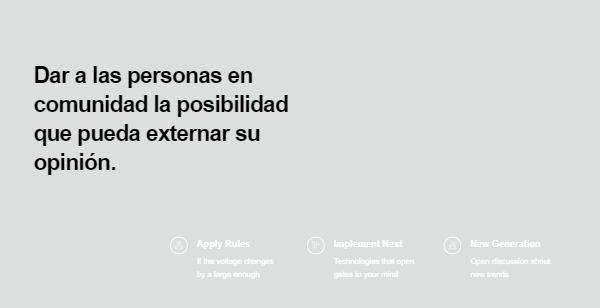 Dar a las personas en
comunidad la posibilidad
que pueda externar su
opinión.
Apply Rules
If the voltage changes
by a large enough
Implement Next
Technologies that open
gates to your mind
New Generation
Open discussion about
new trends